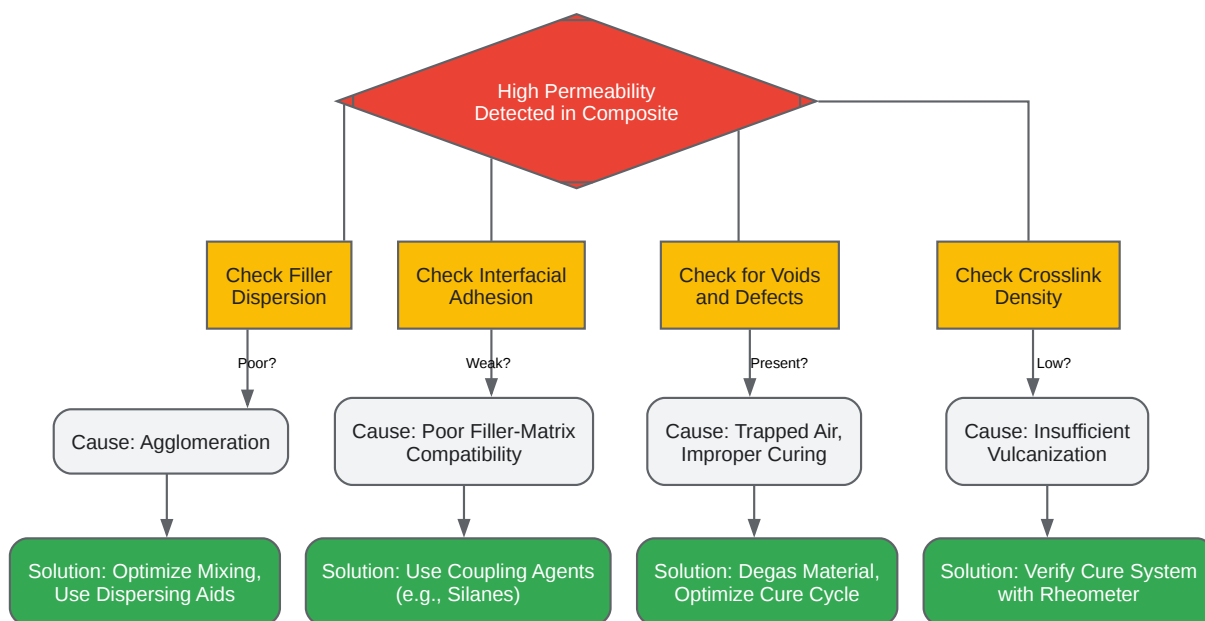 High Permeability
Detected in Composite
Check Filler
Dispersion
Check Interfacial
Adhesion
Check for Voids
and Defects
Check Crosslink
Density
Poor?
Weak?
Present?
Low?
Cause: Agglomeration
Cause: Poor Filler-Matrix
Compatibility
Cause: Trapped Air,
Improper Curing
Cause: Insufficient
Vulcanization
Solution: Optimize Mixing,
Use Dispersing Aids
Solution: Use Coupling Agents
(e.g., Silanes)
Solution: Degas Material,
Optimize Cure Cycle
Solution: Verify Cure System
with Rheometer